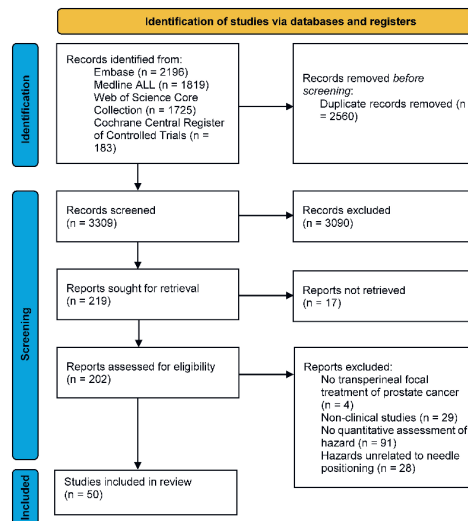 Identification of studies via databases and registers
Identification
Records identified from:
Embase (n = 2196)
Medline ALL (n = 1819)
Web of Science Core
Collection (n = 1725)
Cochrane Central Register
of Controlled Trials (n =
183)
Records removed before
screening:
Duplicate records removed (n
= 2560)
Screening
Records screened
(n = 3309)
Records excluded
(n = 3090)
Reports sought for retrieval
(n = 219)
Reports not retrieved
(n = 17)
Reports assessed for eligibility
(n = 202)
Reports excluded:
No transperineal focal
treatment of prostate cancer
(n = 4)
Non-clinical studies (n = 29)
No quantitative assessment of
hazard (n = 91)
Hazards unrelated to needle
positioning (n = 28)
Included
Studies included in review
(n = 50)